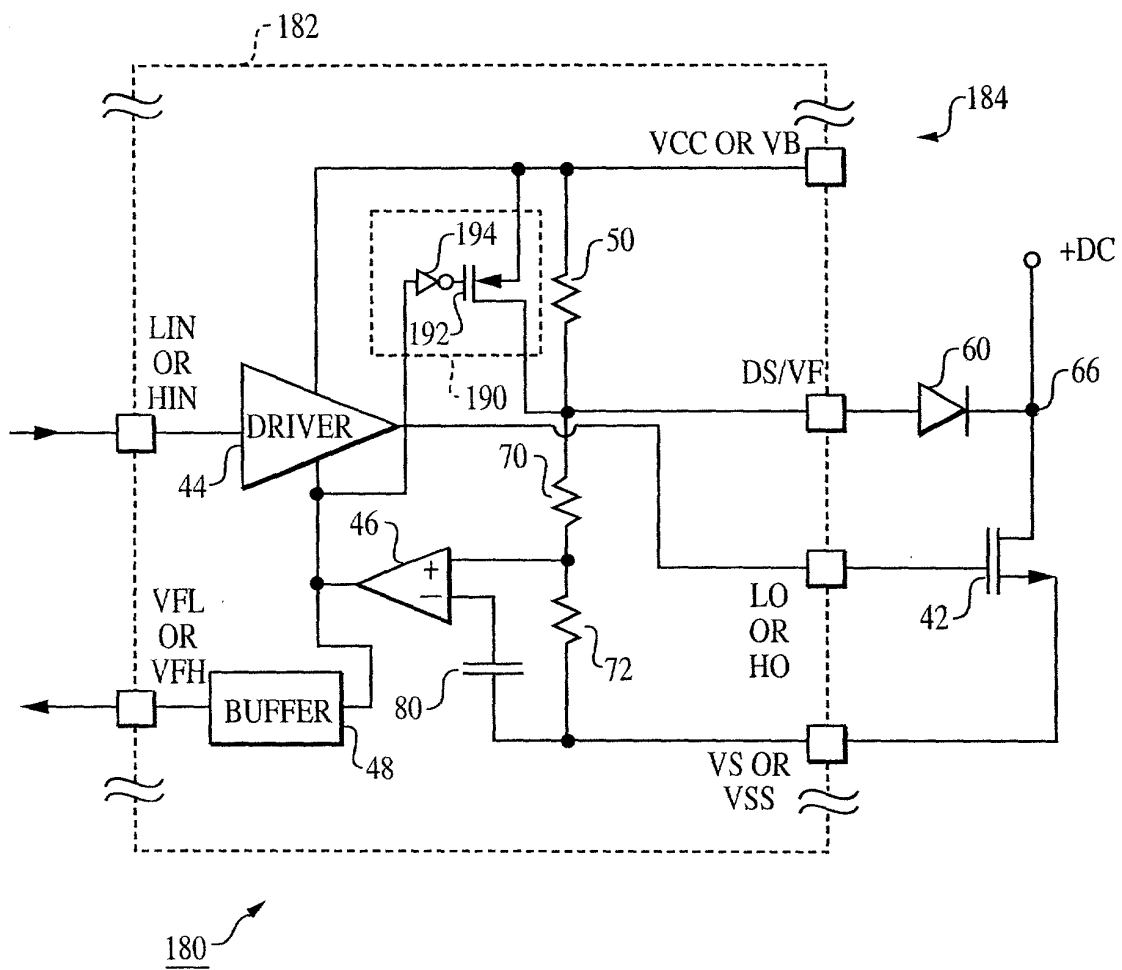 182
184
VCC OR VB
194
50
+DC
192
LIN
OR
HIN
60
DS/VF
66
190
DRIVER
44
70
46
+
−
VFL
OR
VFH
LO
OR
HO
42
72
80
BUFFER
48
VS OR
VSS
180